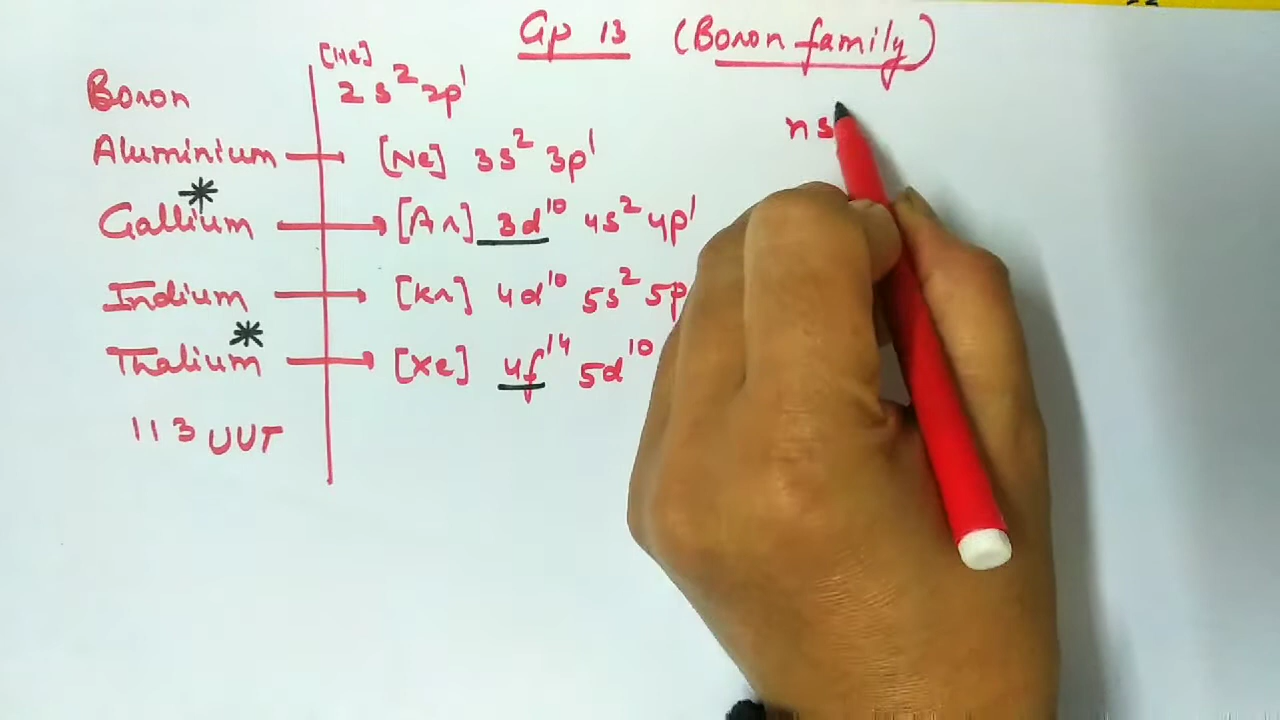 Gp 13 (Boron family)
Boron [He] 2s² 2p¹
Aluminium [Ne] 3s² 3p¹
Gallium [Ar] 3d¹⁰ 4s² 4p¹
Indium [Kr] 4d¹⁰ 5s² 5p
Thalium [Xe] 4f¹⁴ 5d¹⁰
113 UUT
ns